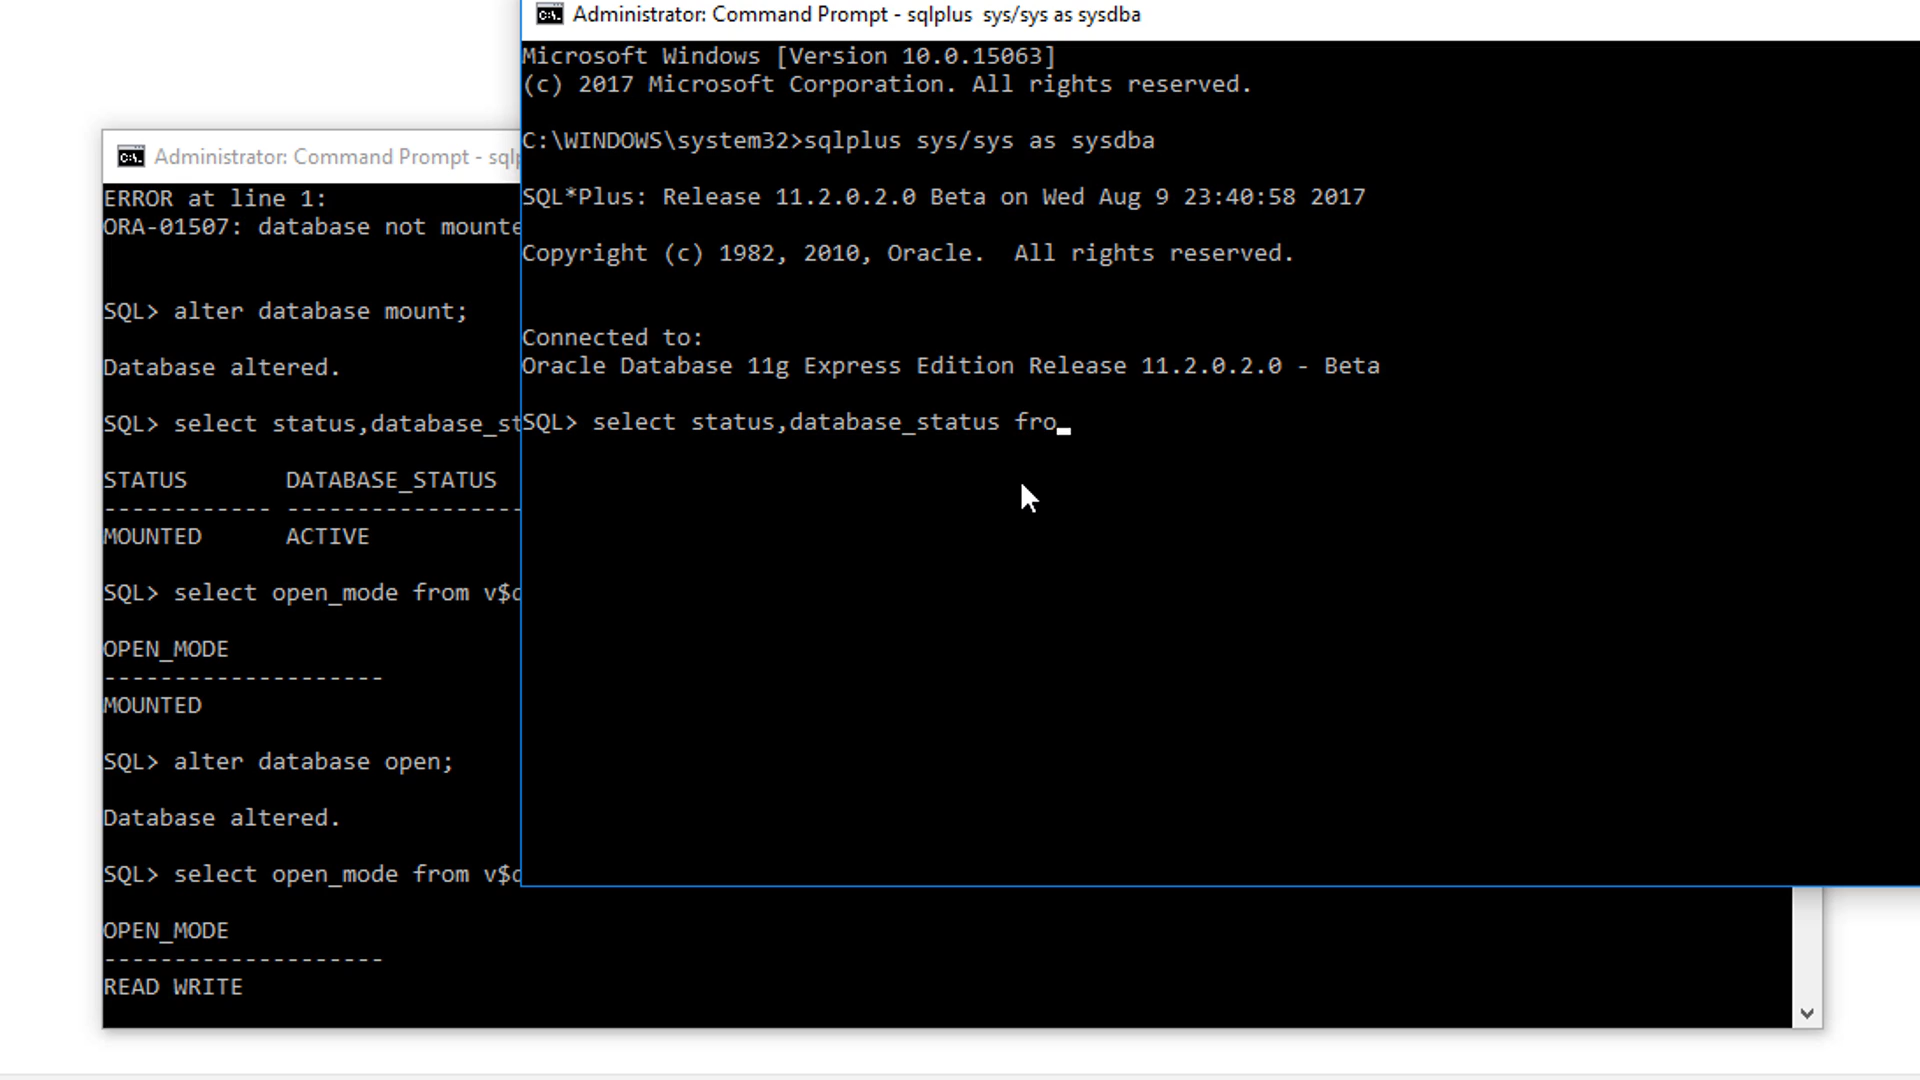 Administrator: Command Prompt - sqlplus  sys/sys as sysdba
Microsoft Windows [Version 10.0.15063]
(c) 2017 Microsoft Corporation. All rights reserved.
C:\WINDOWS\system32>sqlplus sys/sys as sysdba
SQL*Plus: Release 11.2.0.2.0 Beta on Wed Aug 9 23:40:58 2017
Copyright (c) 1982, 2010, Oracle.  All rights reserved.
Connected to:
Oracle Database 11g Express Edition Release 11.2.0.2.0 - Beta
SQL> select status,database_status fro
Administrator: Command Prompt - sqlp
ERROR at line 1:
ORA-01507: database not mounte
SQL> alter database mount;
Database altered.
SQL> select status,database_st
STATUS       DATABASE_STATUS
------------ -----------------
MOUNTED      ACTIVE
SQL> select open_mode from v$d
OPEN_MODE
--------------------
MOUNTED
SQL> alter database open;
Database altered.
SQL> select open_mode from v$d
OPEN_MODE
--------------------
READ WRITE